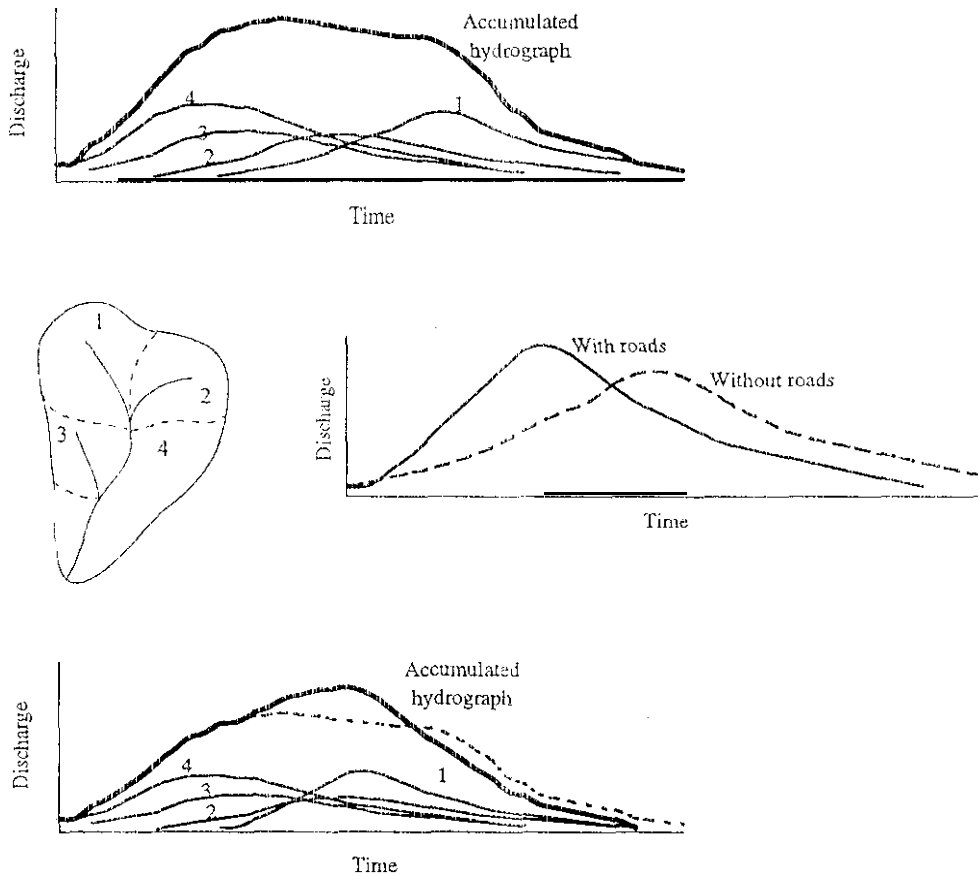 Accumulated
hydrograph
Discharge
4
1
3
2
Time
1
2
3
4
With roads
Without roads
Discharge
Time
Accumulated
hydrograph
Discharge
4
1
3
2
Time